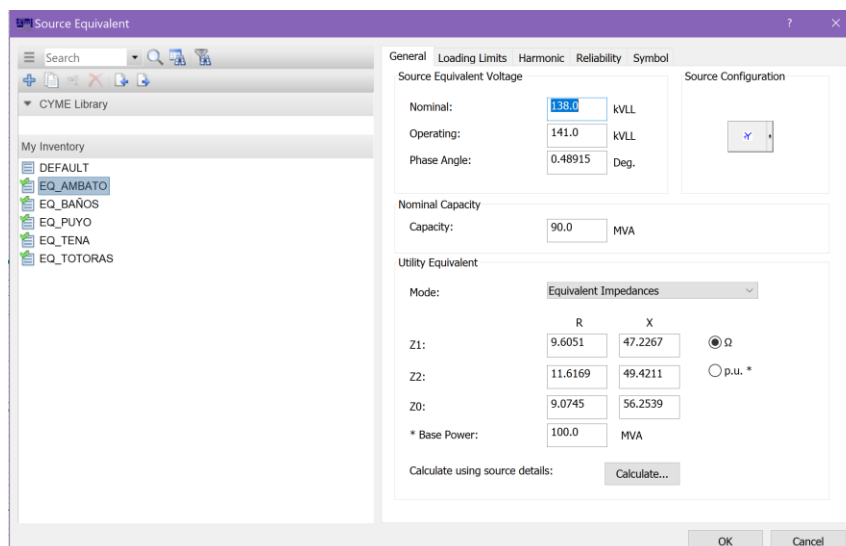 Source Equivalent
? ×
Search
CYME Library
My Inventory
DEFAULT
EQ_AMBATO
EQ_BAÑOS
EQ_PUYO
EQ_TENA
EQ_TOTORAS
General Loading Limits Harmonic Reliability Symbol
Source Equivalent Voltage
Nominal: 138.0 kVLL
Operating: 141.0 kVLL
Phase Angle: 0.48915 Deg.
Source Configuration
Nominal Capacity
Capacity: 90.0 MVA
Utility Equivalent
Mode: Equivalent Impedances
R X
Z1: 9.6051 47.2267 Ω
Z2: 11.6169 49.4211 p.u. *
Z0: 9.0745 56.2539
* Base Power: 100.0 MVA
Calculate using source details: Calculate...
OK Cancel